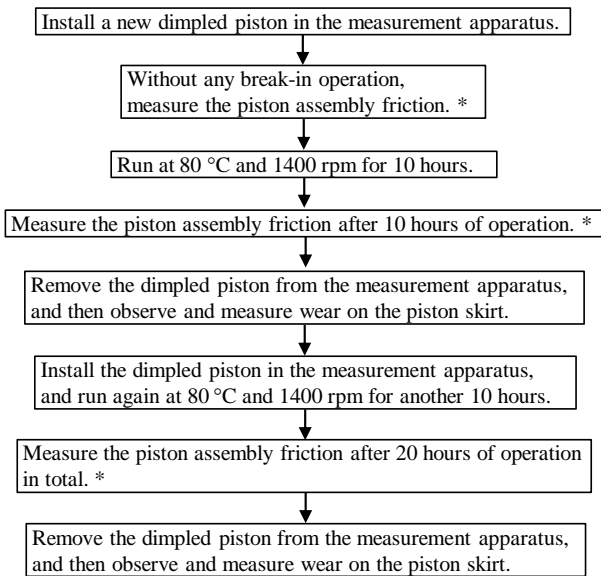 Install a new dimpled piston in the measurement apparatus.
Without any break-in operation,
measure the piston assembly friction. *
Run at 80 °C and 1400 rpm for 10 hours.
Measure the piston assembly friction after 10 hours of operation. *
Remove the dimpled piston from the measurement apparatus,
and then observe and measure wear on the piston skirt.
Install the dimpled piston in the measurement apparatus,
and run again at 80 °C and 1400 rpm for another 10 hours.
Measure the piston assembly friction after 20 hours of operation
in total. *
Remove the dimpled piston from the measurement apparatus,
and then observe and measure wear on the piston skirt.